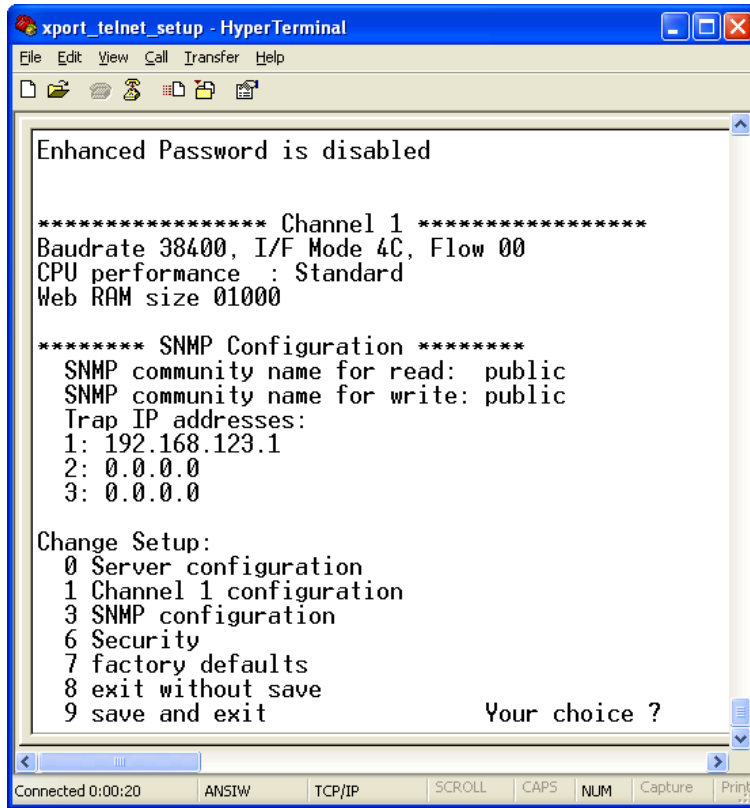 xport_telnet_setup - HyperTerminal
File Edit View Call Transfer Help
Enhanced Password is disabled
***************** Channel 1 *****************
Baudrate 38400, I/F Mode 4C, Flow 00
CPU performance  : Standard
Web RAM size 01000
******** SNMP Configuration ********
SNMP community name for read:  public
SNMP community name for write: public
Trap IP addresses:
1: 192.168.123.1
2: 0.0.0.0
3: 0.0.0.0
Change Setup:
0 Server configuration
1 Channel 1 configuration
3 SNMP configuration
6 Security
7 factory defaults
8 exit without save
9 save and exit                Your choice ?
Connected 0:00:20 ANSIW TCP/IP SCROLL CAPS NUM Capture Print